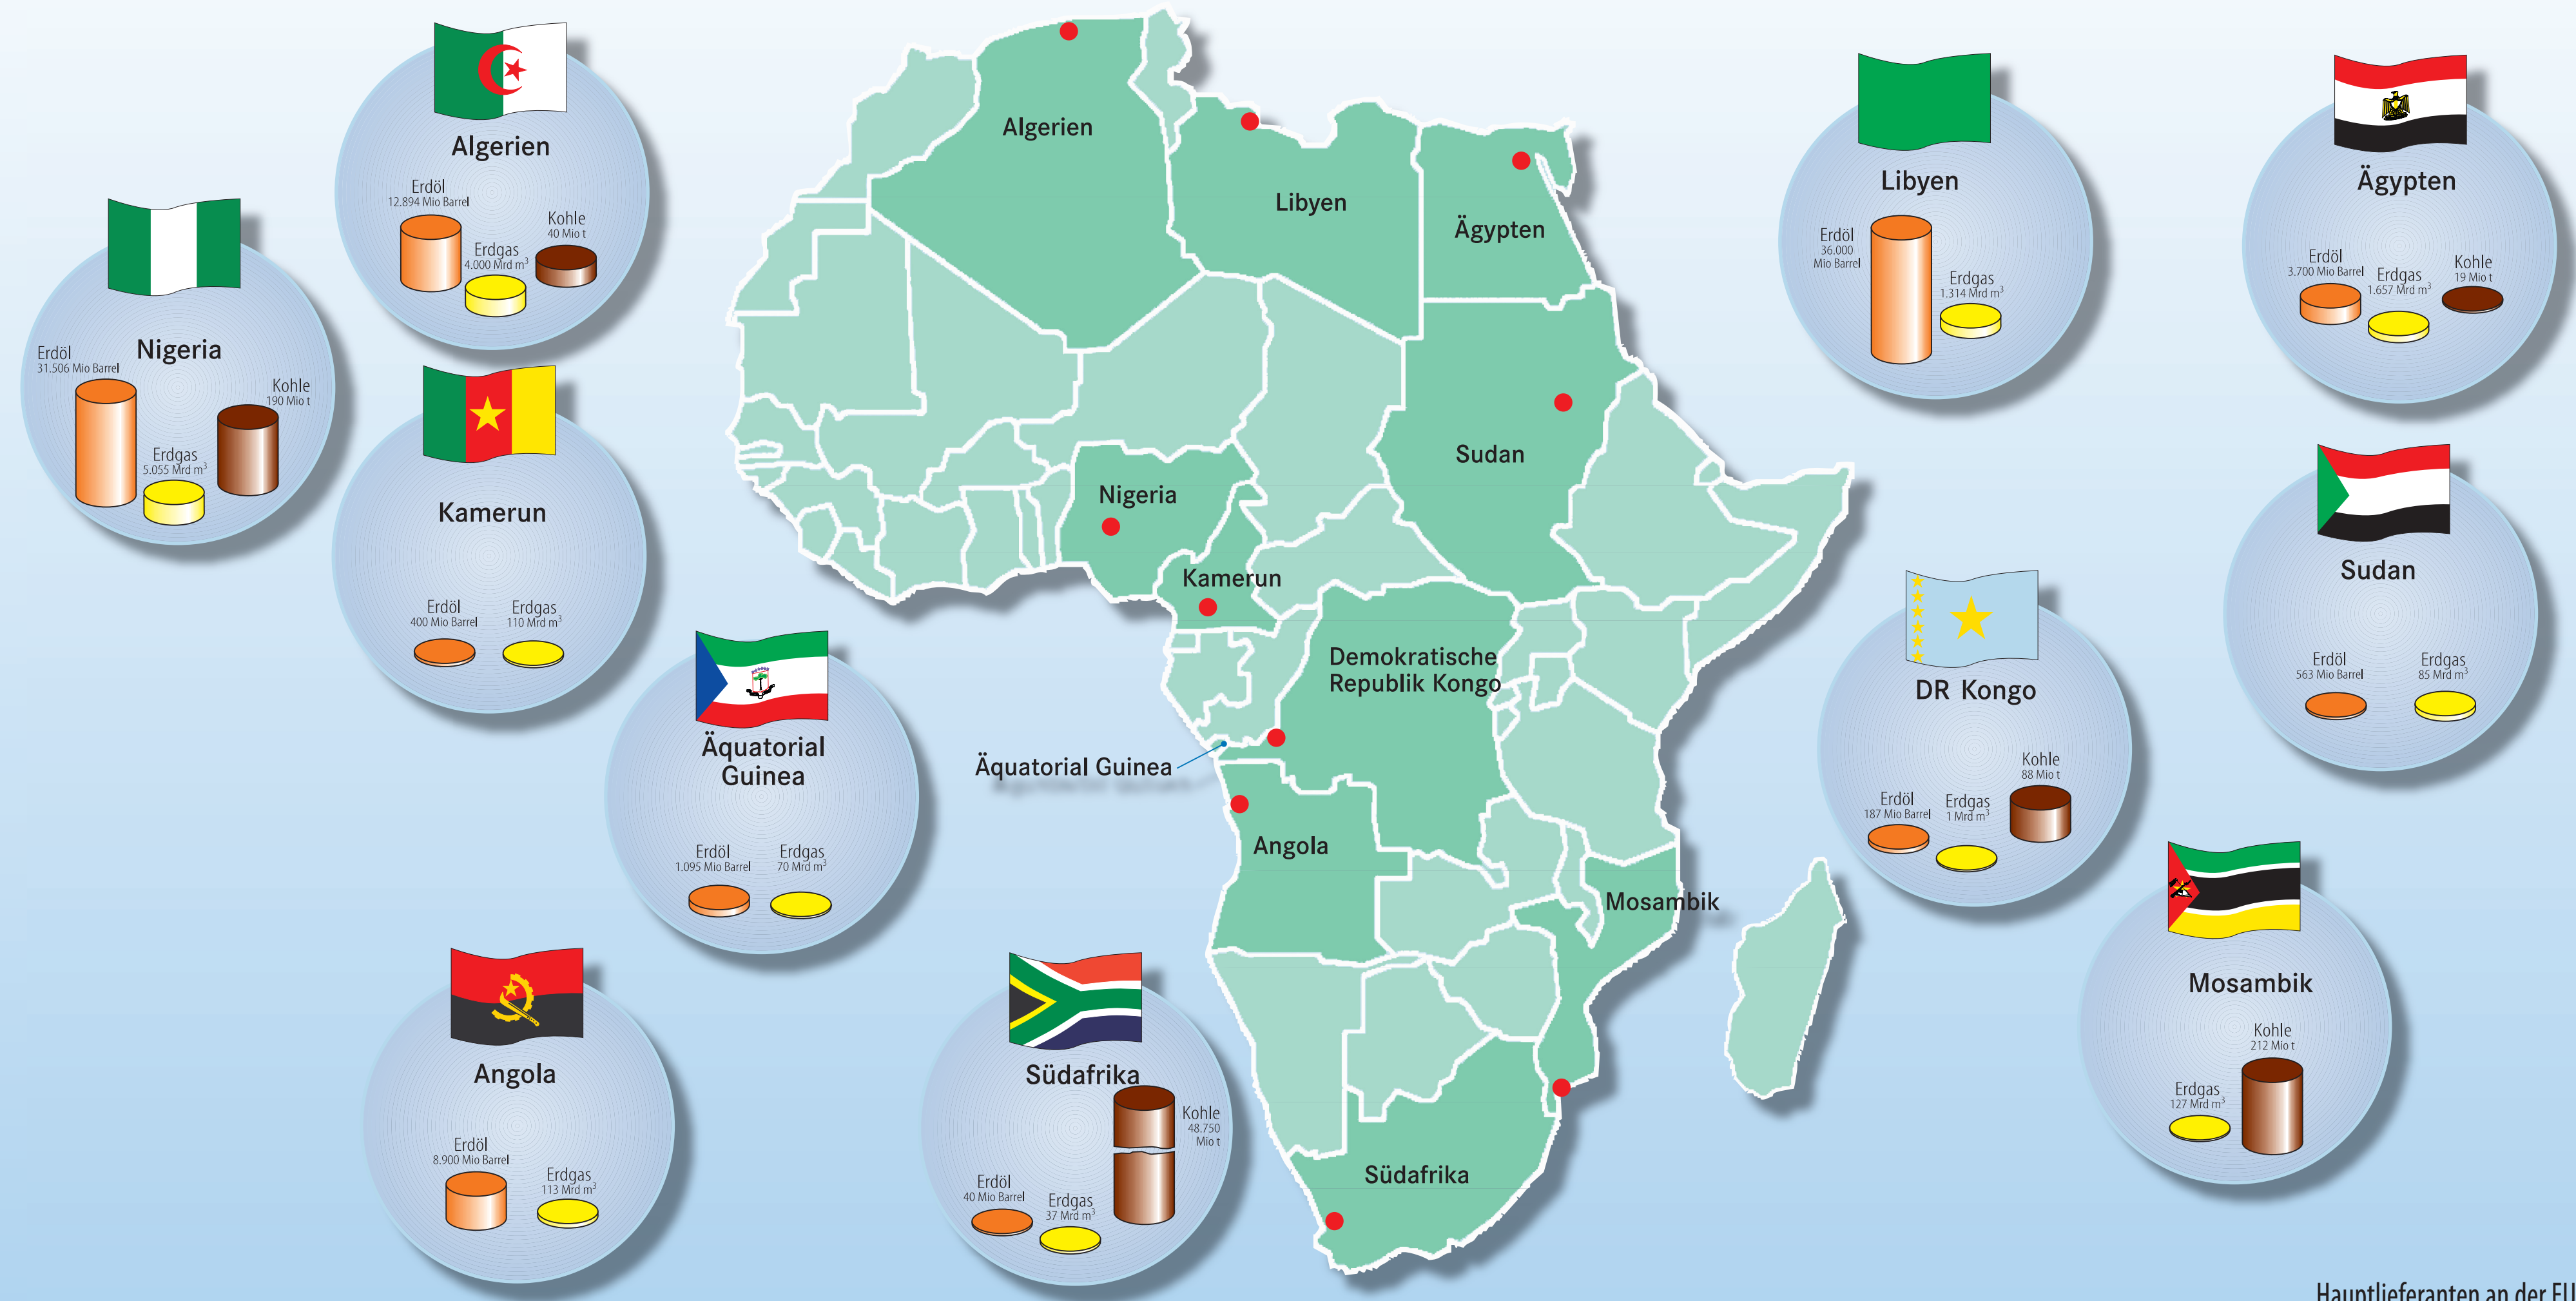 Algerien
Erdöl
12.894 Mio Barrel
Erdgas
4.000 Mrd m³
Kohle
40 Mio t
Nigeria
Erdöl
31.506 Mio Barrel
Erdgas
5.055 Mrd m³
Kohle
190 Mio t
Kamerun
Erdöl
400 Mio Barrel
Erdgas
110 Mrd m³
Äquatorial
Guinea
Erdöl
1.095 Mio Barrel
Erdgas
70 Mrd m³
Angola
Erdöl
8.900 Mio Barrel
Erdgas
113 Mrd m³
Südafrika
Erdöl
40 Mio Barrel
Erdgas
37 Mrd m³
Kohle
48.750
Mio t
Algerien
Libyen
Ägypten
Sudan
Nigeria
Kamerun
Demokratische
Republik Kongo
Äquatorial Guinea
Angola
Mosambik
Südafrika
Libyen
Erdöl
36.000
Mio Barrel
Erdgas
1.314 Mrd m³
Ägypten
Erdöl
3.700 Mio Barrel
Erdgas
1.657 Mrd m³
Kohle
19 Mio t
Sudan
Erdöl
563 Mio Barrel
Erdgas
85 Mrd m³
DR Kongo
Erdöl
187 Mio Barrel
Erdgas
1 Mrd m³
Kohle
88 Mio t
Mosambik
Erdgas
127 Mrd m³
Kohle
212 Mio t
Hauptlieferanten an der EU